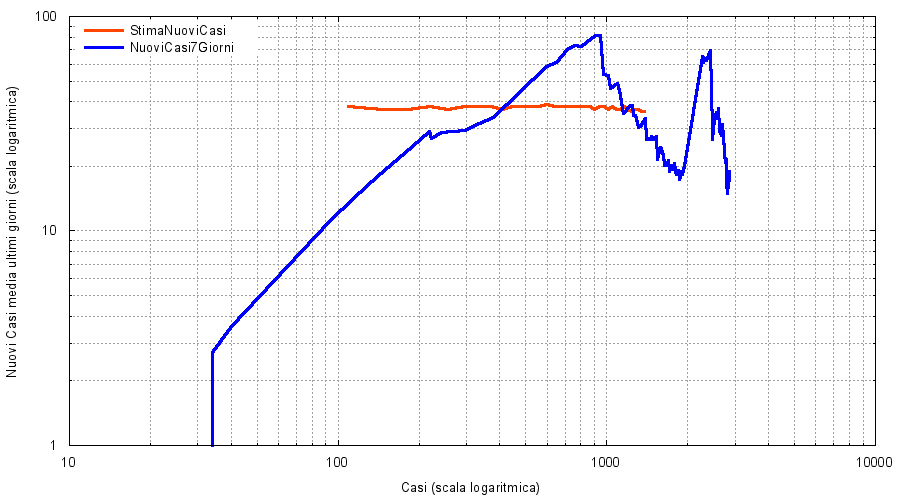 StimaNuoviCasi
NuoviCasi7Giorni
Nuovi Casi media ultimi giorni (scala logaritmica)
100
10
1
10
100
1000
10000
Casi (scala logaritmica)